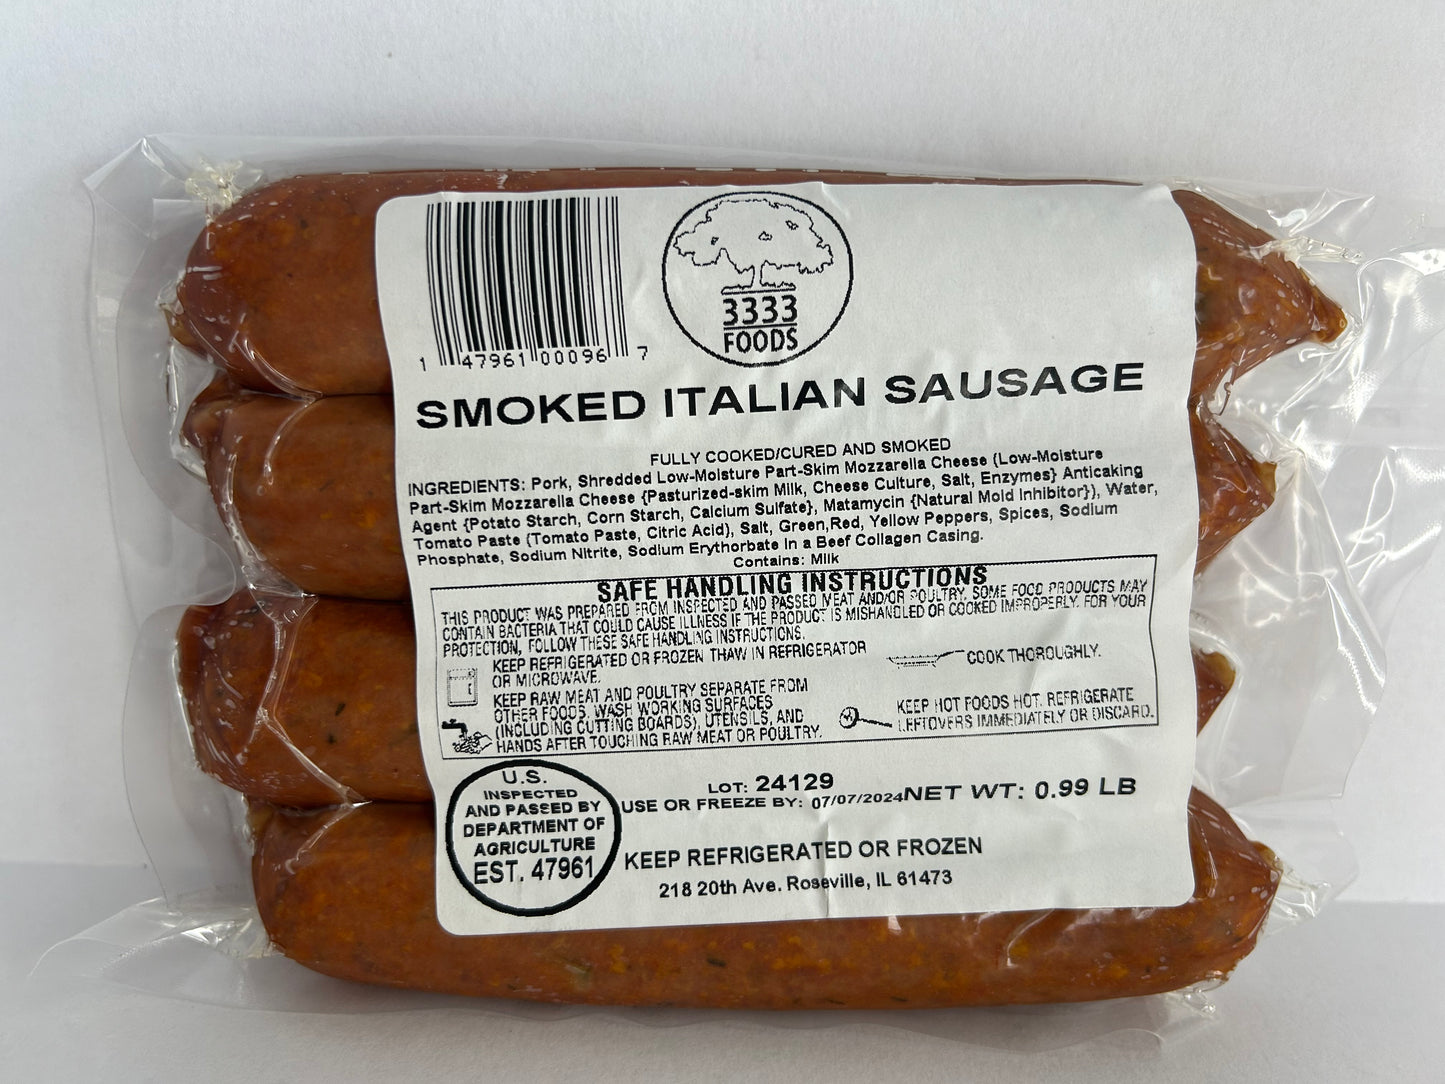 1 47961 00096 7
3333
FOODS
SMOKED ITALIAN SAUSAGE
FULLY COOKED/CURED AND SMOKED
INGREDIENTS: Pork, Shredded Low-Moisture Part-Skim Mozzarella Cheese (Low-Moisture
Part-Skim Mozzarella Cheese {Pasturized-skim Milk, Cheese Culture, Salt, Enzymes} Anticaking
Agent {Potato Starch, Corn Starch, Calcium Sulfate}, Matamycin {Natural Mold Inhibitor}), Water,
Tomato Paste (Tomato Paste, Citric Acid), Salt, Green,Red, Yellow Peppers, Spices, Sodium
Phosphate, Sodium Nitrite, Sodium Erythorbate in a Beef Collagen Casing.
Contains: Milk
SAFE HANDLING INSTRUCTIONS
THIS PRODUCT WAS PREPARED FROM INSPECTED AND PASSED MEAT AND/OR POULTRY. SOME FOOD PRODUCTS MAY
CONTAIN BACTERIA THAT COULD CAUSE ILLNESS IF THE PRODUCT IS MISHANDLED OR COOKED IMPROPERLY. FOR YOUR
PROTECTION, FOLLOW THESE SAFE HANDLING INSTRUCTIONS.
KEEP REFRIGERATED OR FROZEN THAW IN REFRIGERATOR
OR MICROWAVE.
COOK THOROUGHLY.
KEEP RAW MEAT AND POULTRY SEPARATE FROM
OTHER FOODS. WASH WORKING SURFACES
(INCLUDING CUTTING BOARDS), UTENSILS, AND
HANDS AFTER TOUCHING RAW MEAT OR POULTRY.
KEEP HOT FOODS HOT. REFRIGERATE
LEFTOVERS IMMEDIATELY OR DISCARD.
U.S.
INSPECTED
AND PASSED BY
DEPARTMENT OF
AGRICULTURE
EST. 47961
LOT: 24129
USE OR FREEZE BY: 07/07/2024
NET WT: 0.99 LB
KEEP REFRIGERATED OR FROZEN
218 20th Ave. Roseville, IL 61473